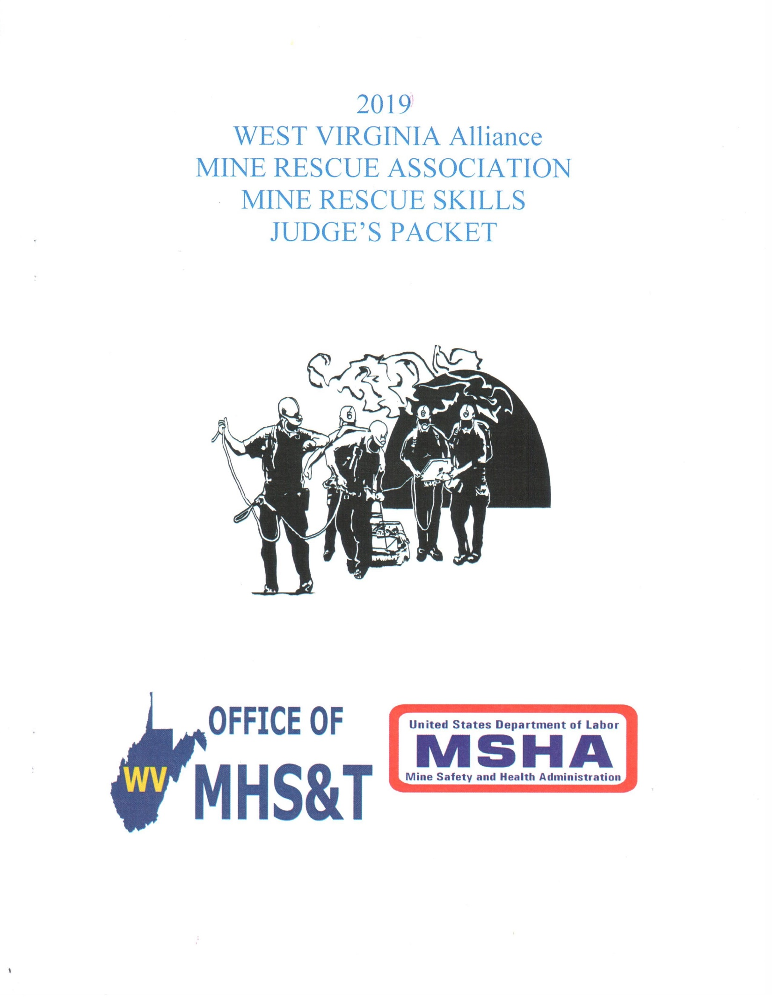 2019
WEST VIRGINIA Alliance
MINE RESCUE ASSOCIATION
MINE RESCUE SKILLS
JUDGE'S PACKET
6
WV
OFFICE OF
MHS&T
United States Department of Labor
MSHA
Mine Safety and Health Administration